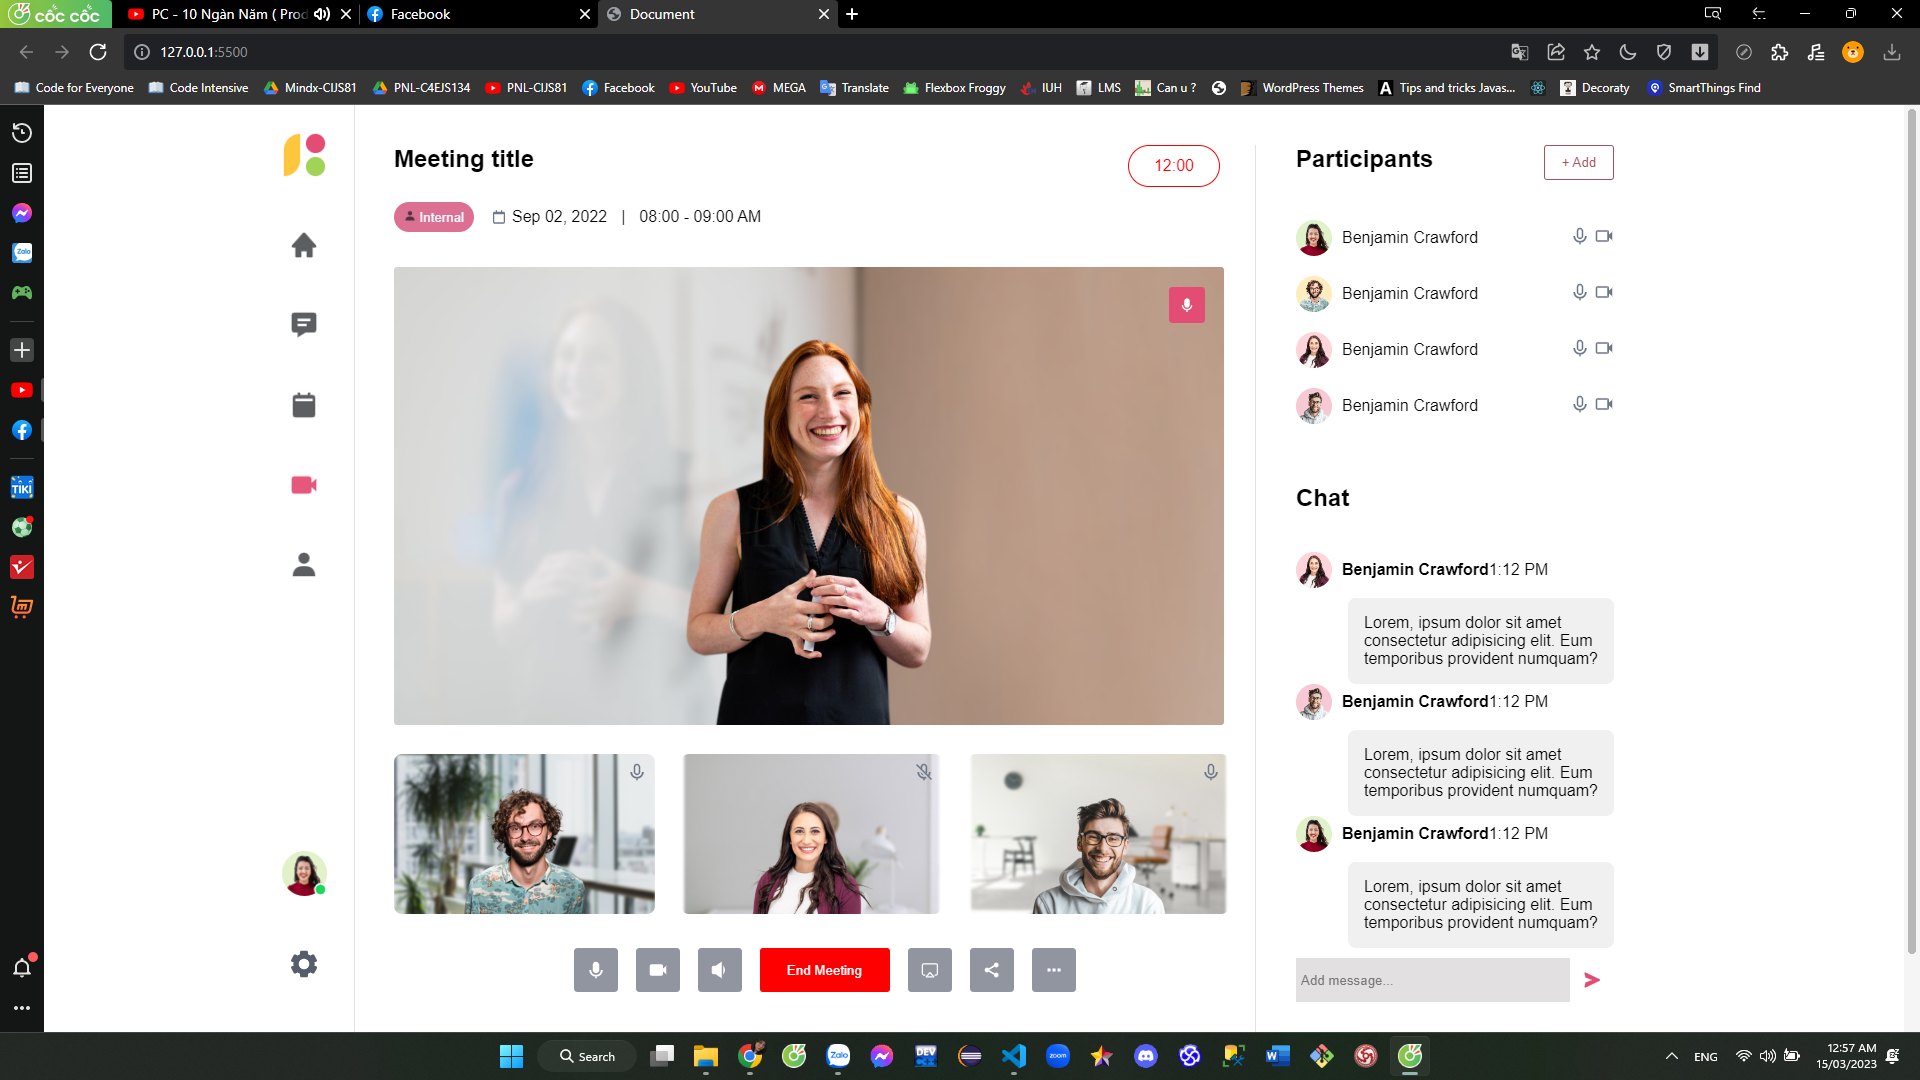 cốc cốc
PC - 10 Ngàn Năm ( Prod
Facebook
Document
127.0.0.1:5500
Code for Everyone
Code Intensive
Mindx-CIJS81
PNL-C4EJS134
PNL-CIJS81
Facebook
YouTube
MEGA
Translate
Flexbox Froggy
IUH
LMS
Can u ?
WordPress Themes
Tips and tricks Javas...
Decoraty
SmartThings Find
Zalo
TIKI
Meeting title
12:00
Internal
Sep 02, 2022 | 08:00 - 09:00 AM
End Meeting
Participants
+ Add
Benjamin Crawford
Benjamin Crawford
Benjamin Crawford
Benjamin Crawford
Chat
Benjamin Crawford1:12 PM
Lorem, ipsum dolor sit amet
consectetur adipisicing elit. Eum
temporibus provident numquam?
Benjamin Crawford1:12 PM
Lorem, ipsum dolor sit amet
consectetur adipisicing elit. Eum
temporibus provident numquam?
Benjamin Crawford1:12 PM
Lorem, ipsum dolor sit amet
consectetur adipisicing elit. Eum
temporibus provident numquam?
Add message...
Search
Zalo
DEV
zoom
ENG
12:57 AM
15/03/2023